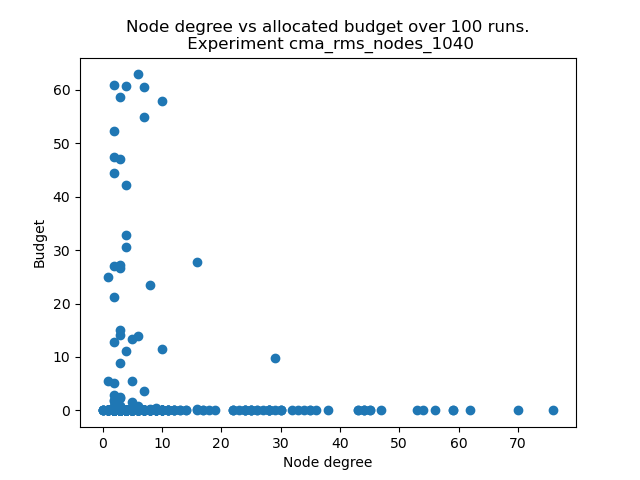 Node degree vs allocated budget over 100 runs.
Experiment cma_rms_nodes_1040
60
50
40
30
20
10
0
Budget
0 10 20 30 40 50 60 70
Node degree